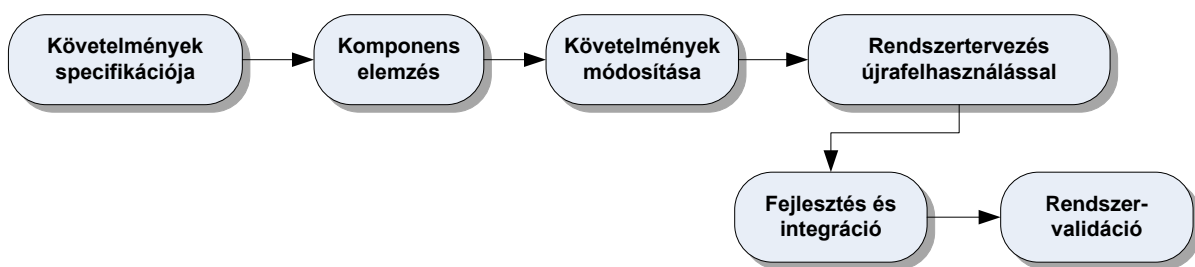 Követelmények
specifikációja
Komponens
elemzés
Követelmények
módosítása
Rendszertervezés
újrafelhasználással
Fejlesztés és
integráció
Rendszer-
validáció